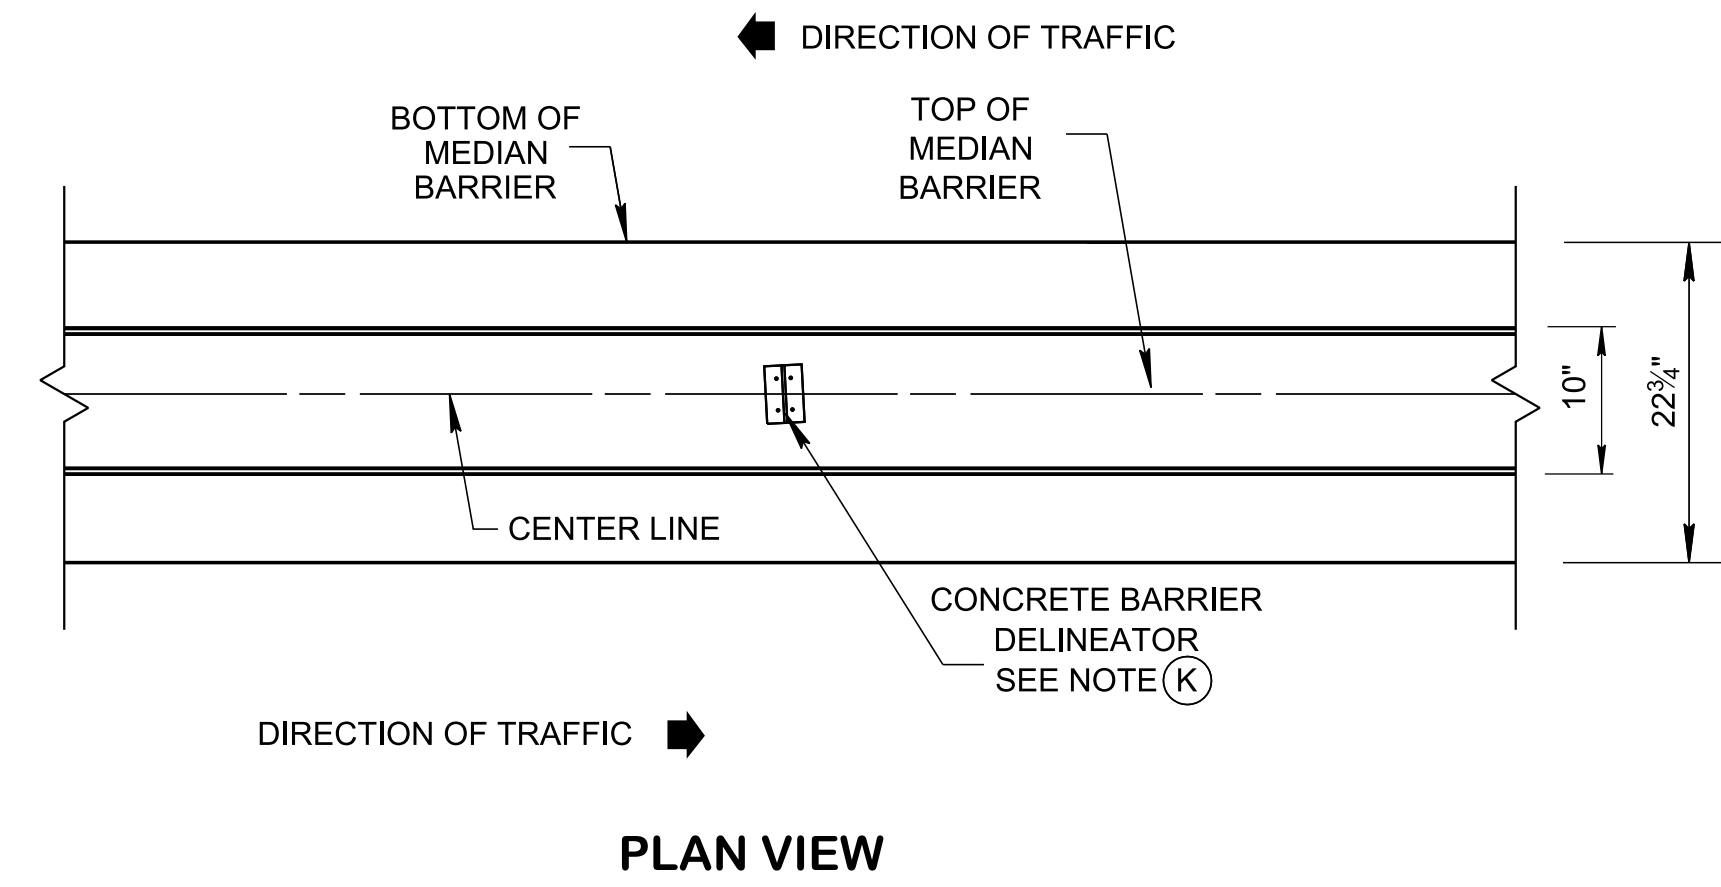 DIRECTION OF TRAFFIC
BOTTOM OF
MEDIAN
BARRIER
TOP OF
MEDIAN
BARRIER
10"
22¾"
CENTER LINE
CONCRETE BARRIER
DELINEATOR
SEE NOTE K
DIRECTION OF TRAFFIC
PLAN VIEW